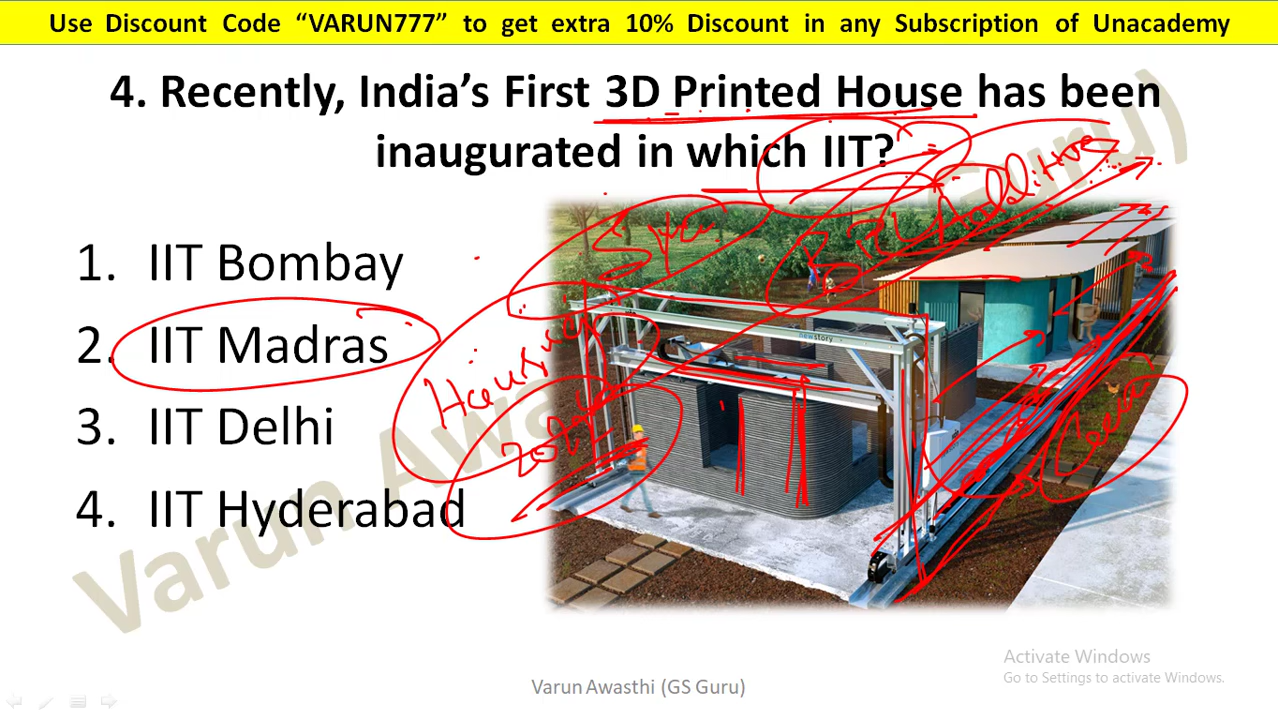 Use Discount Code “VARUN777” to get extra 10% Discount in any Subscription of Unacademy
4. Recently, India’s First 3D Printed House has been
inaugurated in which IIT?
1. IIT Bombay
2. IIT Madras
3. IIT Delhi
4. IIT Hyderabad
newstory
Additive
Varun Awasthi (GS Guru)
Activate Windows
Go to Settings to activate Windows.